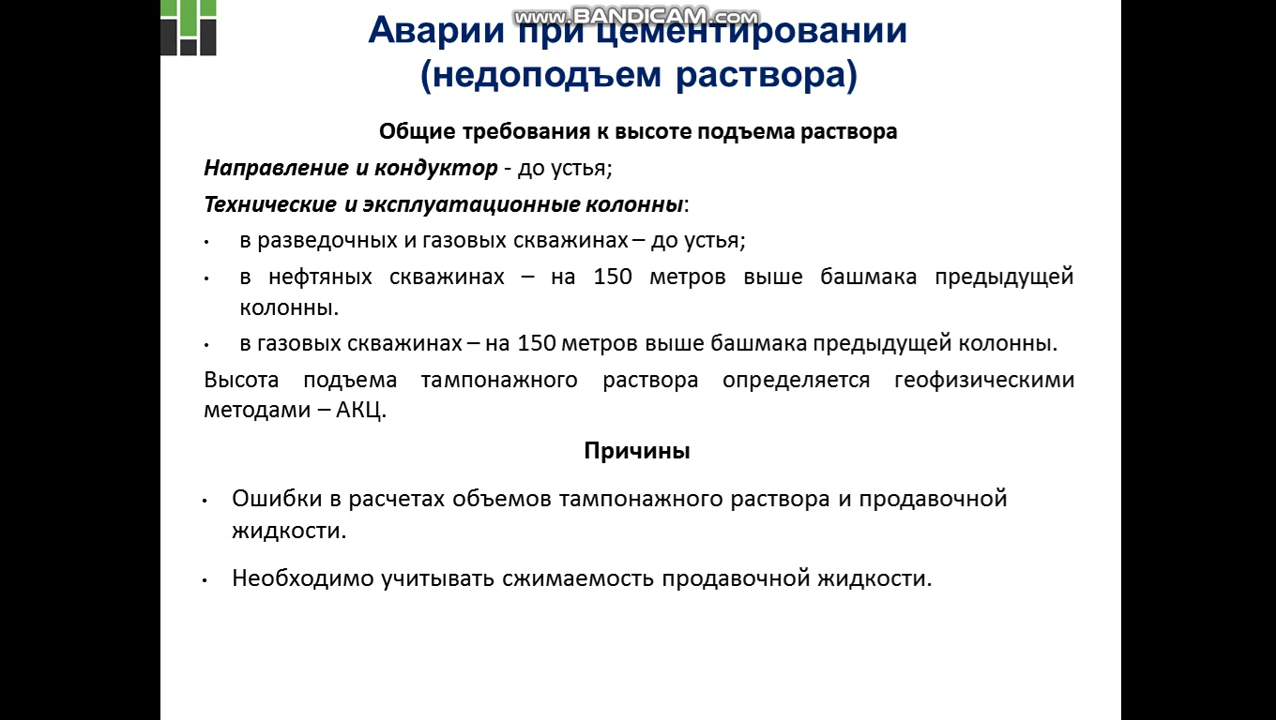 www.BANDICAM.com
Аварии при цементировании
(недоподъем раствора)
Общие требования к высоте подъема раствора
Направление и кондуктор - до устья;
Технические и эксплуатационные колонны:
• в разведочных и газовых скважинах – до устья;
• в нефтяных скважинах – на 150 метров выше башмака предыдущей
колонны.
• в газовых скважинах – на 150 метров выше башмака предыдущей колонны.
Высота подъема тампонажного раствора определяется геофизическими
методами – АКЦ.
Причины
• Ошибки в расчетах объемов тампонажного раствора и продавочной
жидкости.
• Необходимо учитывать сжимаемость продавочной жидкости.